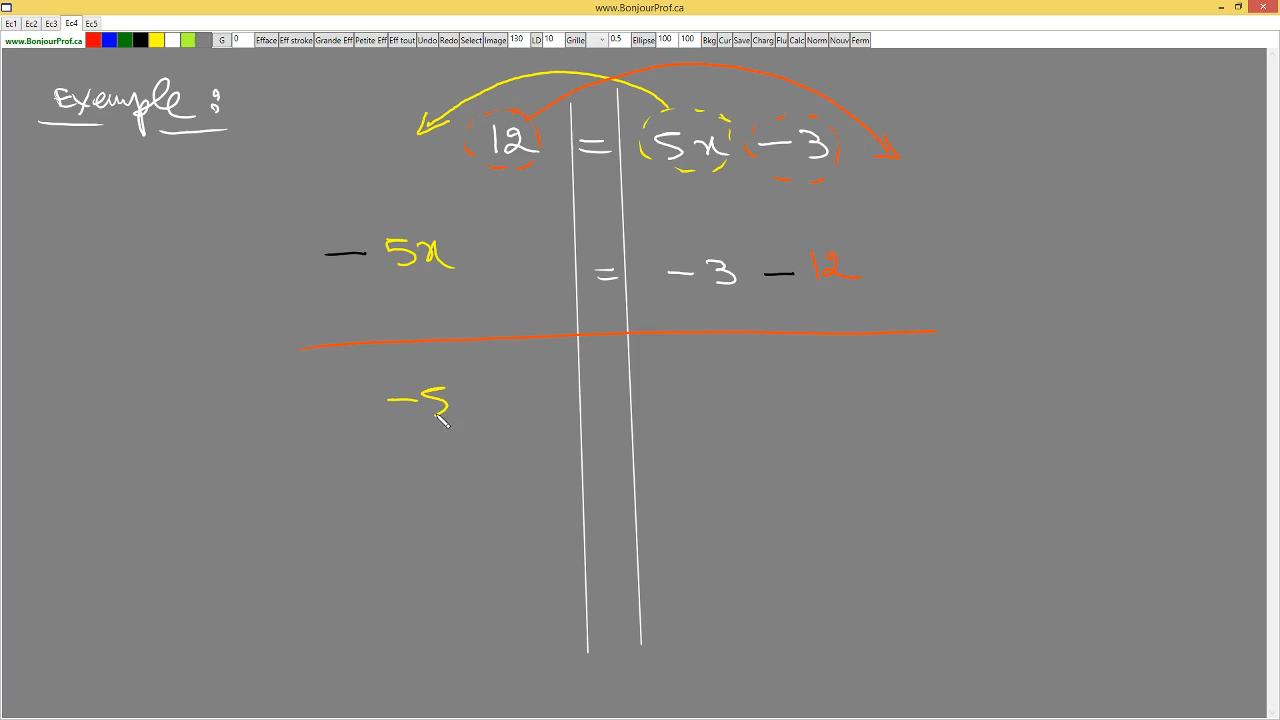 www.BonjourProf.ca
Ec1 Ec2 Ec3 Ec4 Ec5
www.BonjourProf.ca G 0 Efface Eff stroke Grande Eff Petite Eff Eff tout Undo Redo Select Image 130 LD 10 Grille 0.5 Ellipse 100 100 Bkg Cur Save Charg Flu Calc Norm Nouv Ferm
Exemple :
12 = 5x - 3
- 5x = - 3 - 12
-5